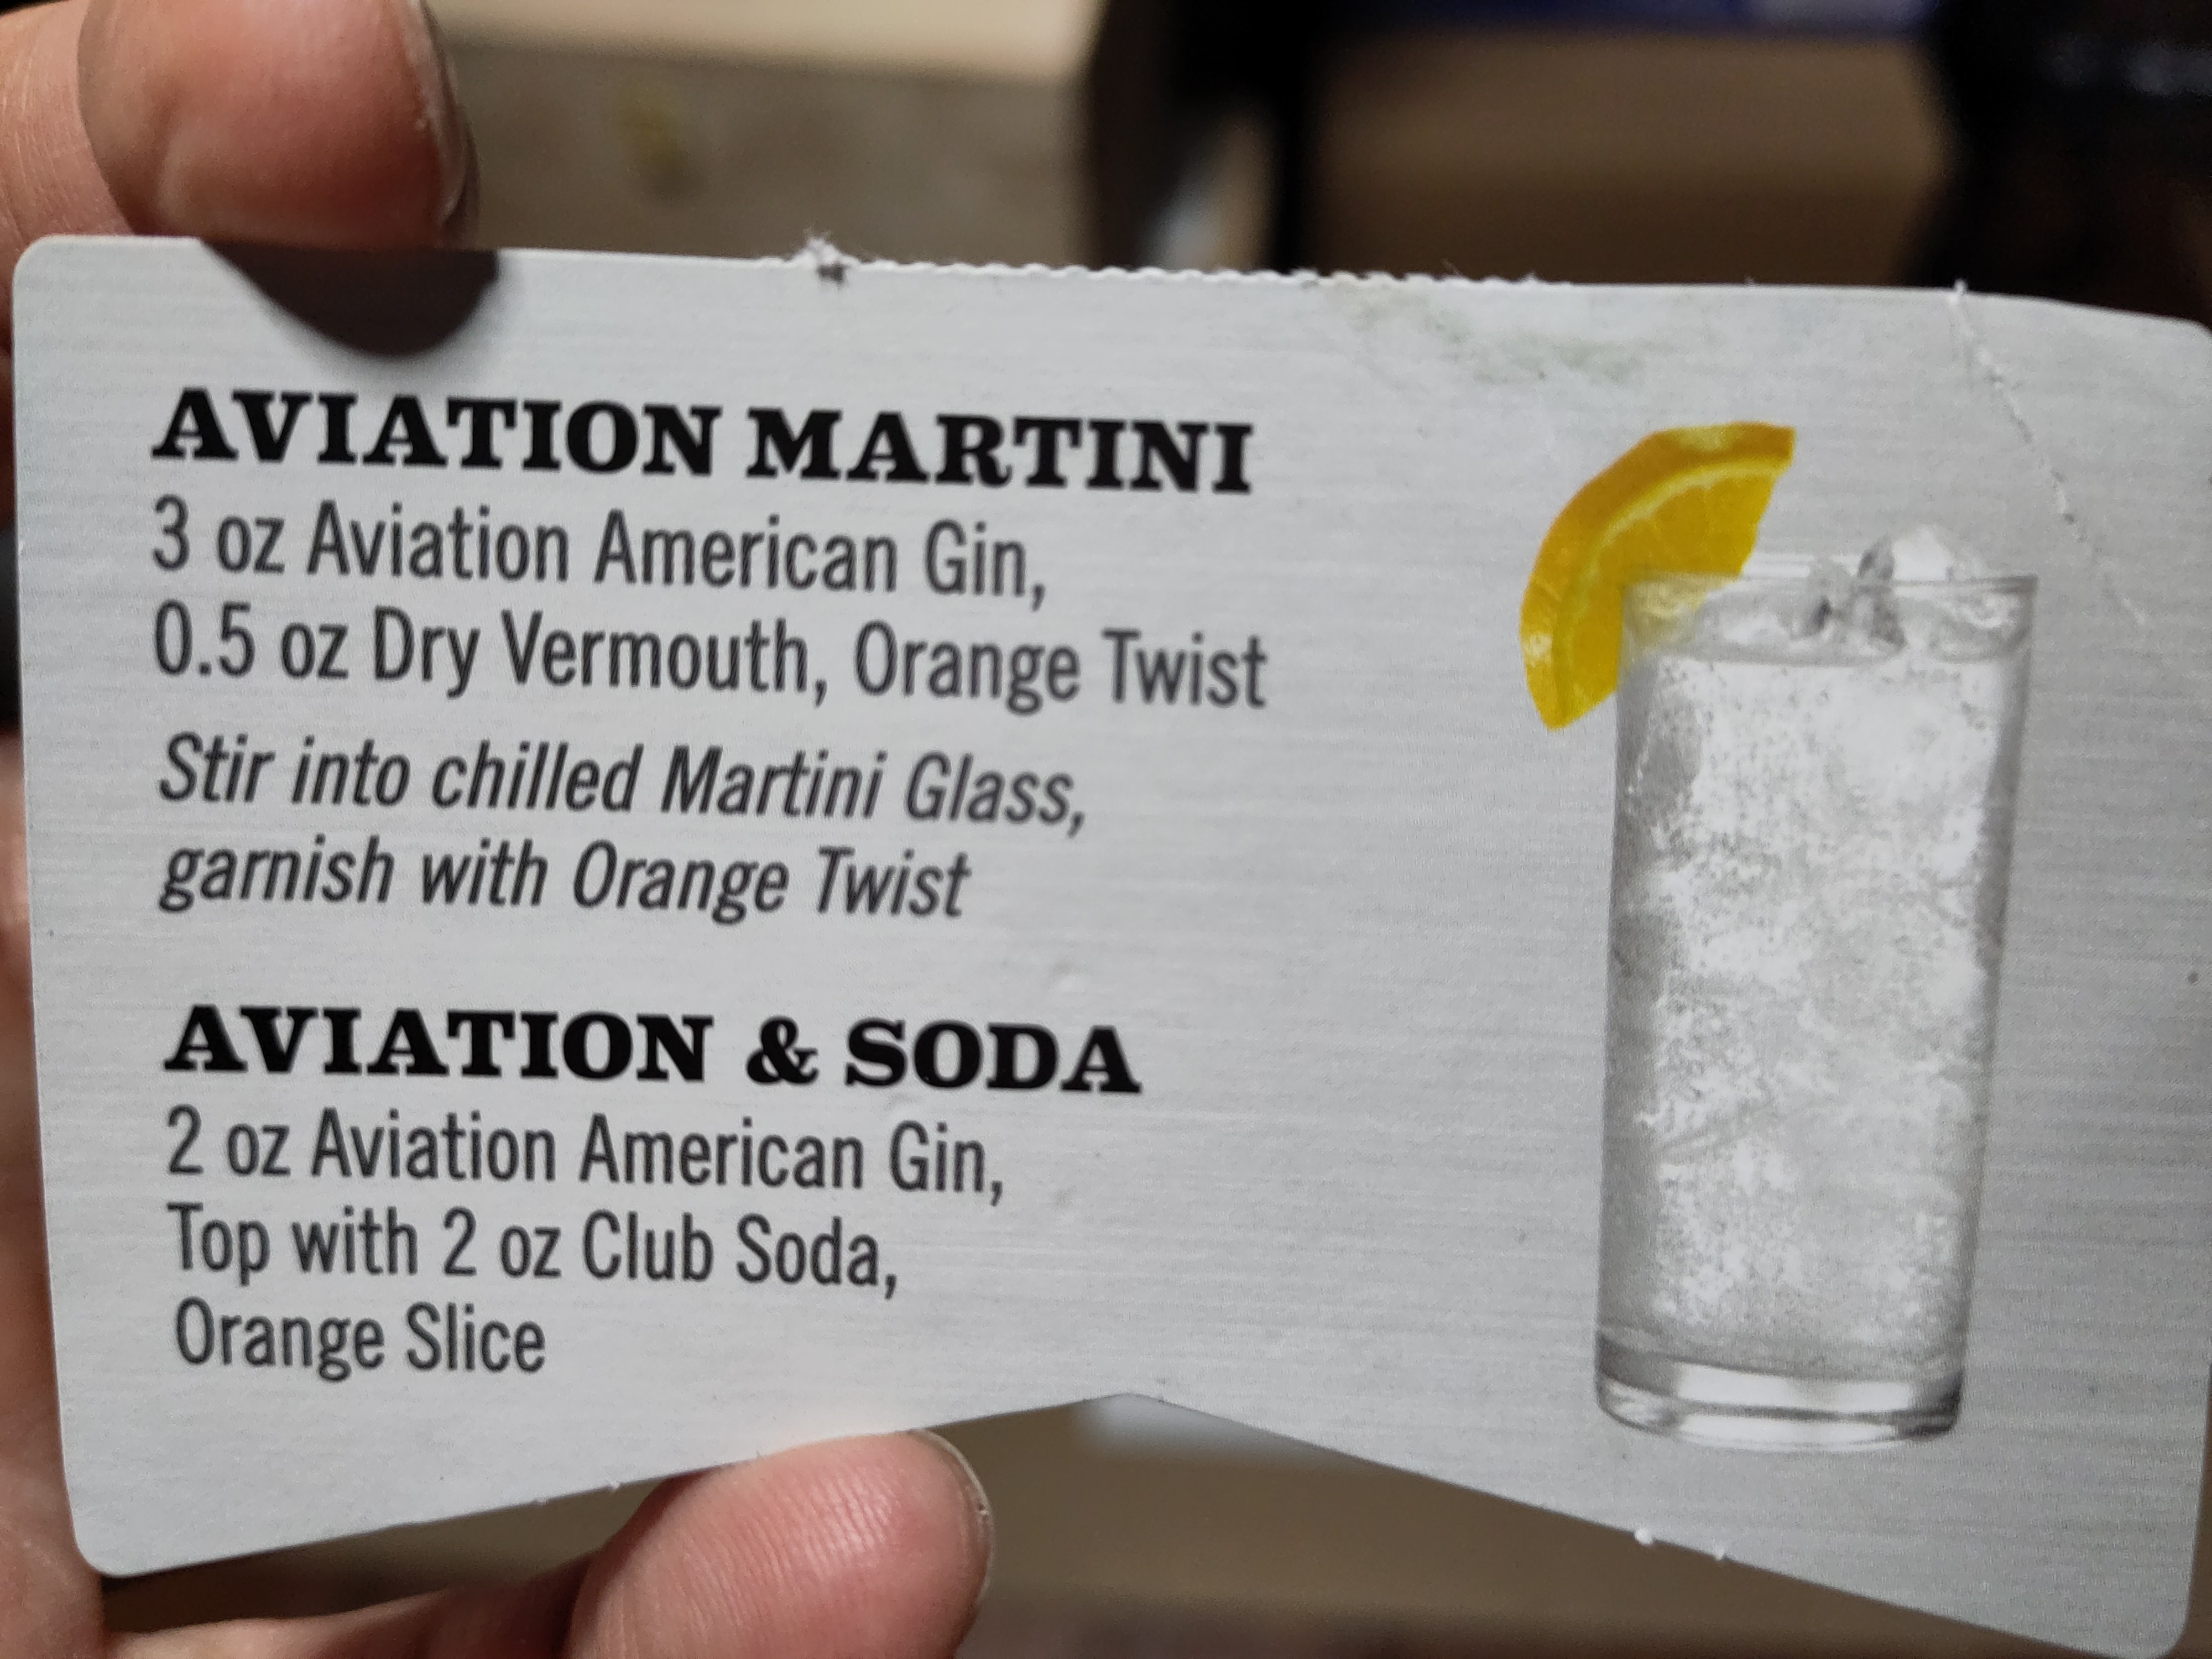 AVIATION MARTINI
3 oz Aviation American Gin,
0.5 oz Dry Vermouth, Orange Twist
Stir into chilled Martini Glass,
garnish with Orange Twist
AVIATION & SODA
2 oz Aviation American Gin,
Top with 2 oz Club Soda,
Orange Slice